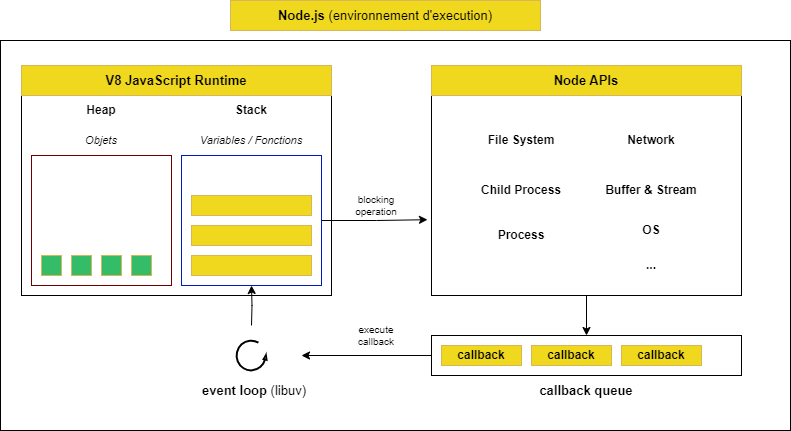 Node.js (environnement d'execution)
V8 JavaScript Runtime
Heap
Stack
Objets
Variables / Fonctions
blocking
operation
Node APIs
File System
Network
Child Process
Buffer & Stream
Process
OS
...
execute
callback
event loop (libuv)
callback
callback
callback
callback queue